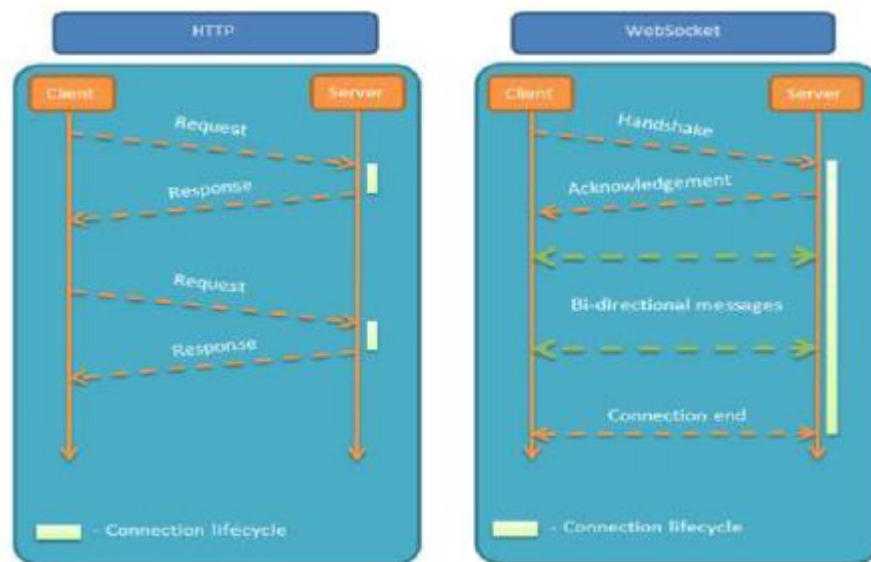 HTTP
Client
Server
Request
Response
Request
Response
- Connection lifecycle
WebSocket
Client
Server
Handshake
Acknowledgement
Bi-directional messages
Connection end
- Connection lifecycle